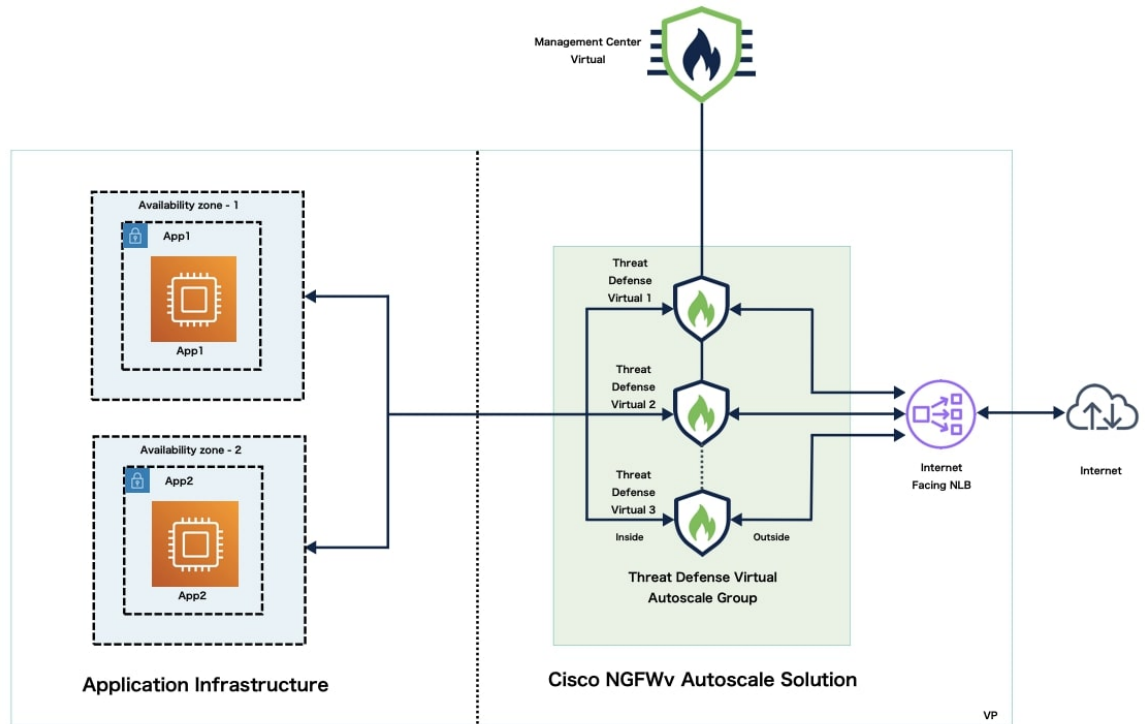 Management Center
Virtual
Availability zone - 1
App1
App1
Availability zone - 2
App2
App2
Application Infrastructure
Threat
Defense
Virtual 1
Threat
Defense
Virtual 2
Threat
Defense
Virtual 3
Inside
Outside
Threat Defense Virtual
Autoscale Group
Cisco NGFWv Autoscale Solution
Internet
Facing NLB
Internet
VP